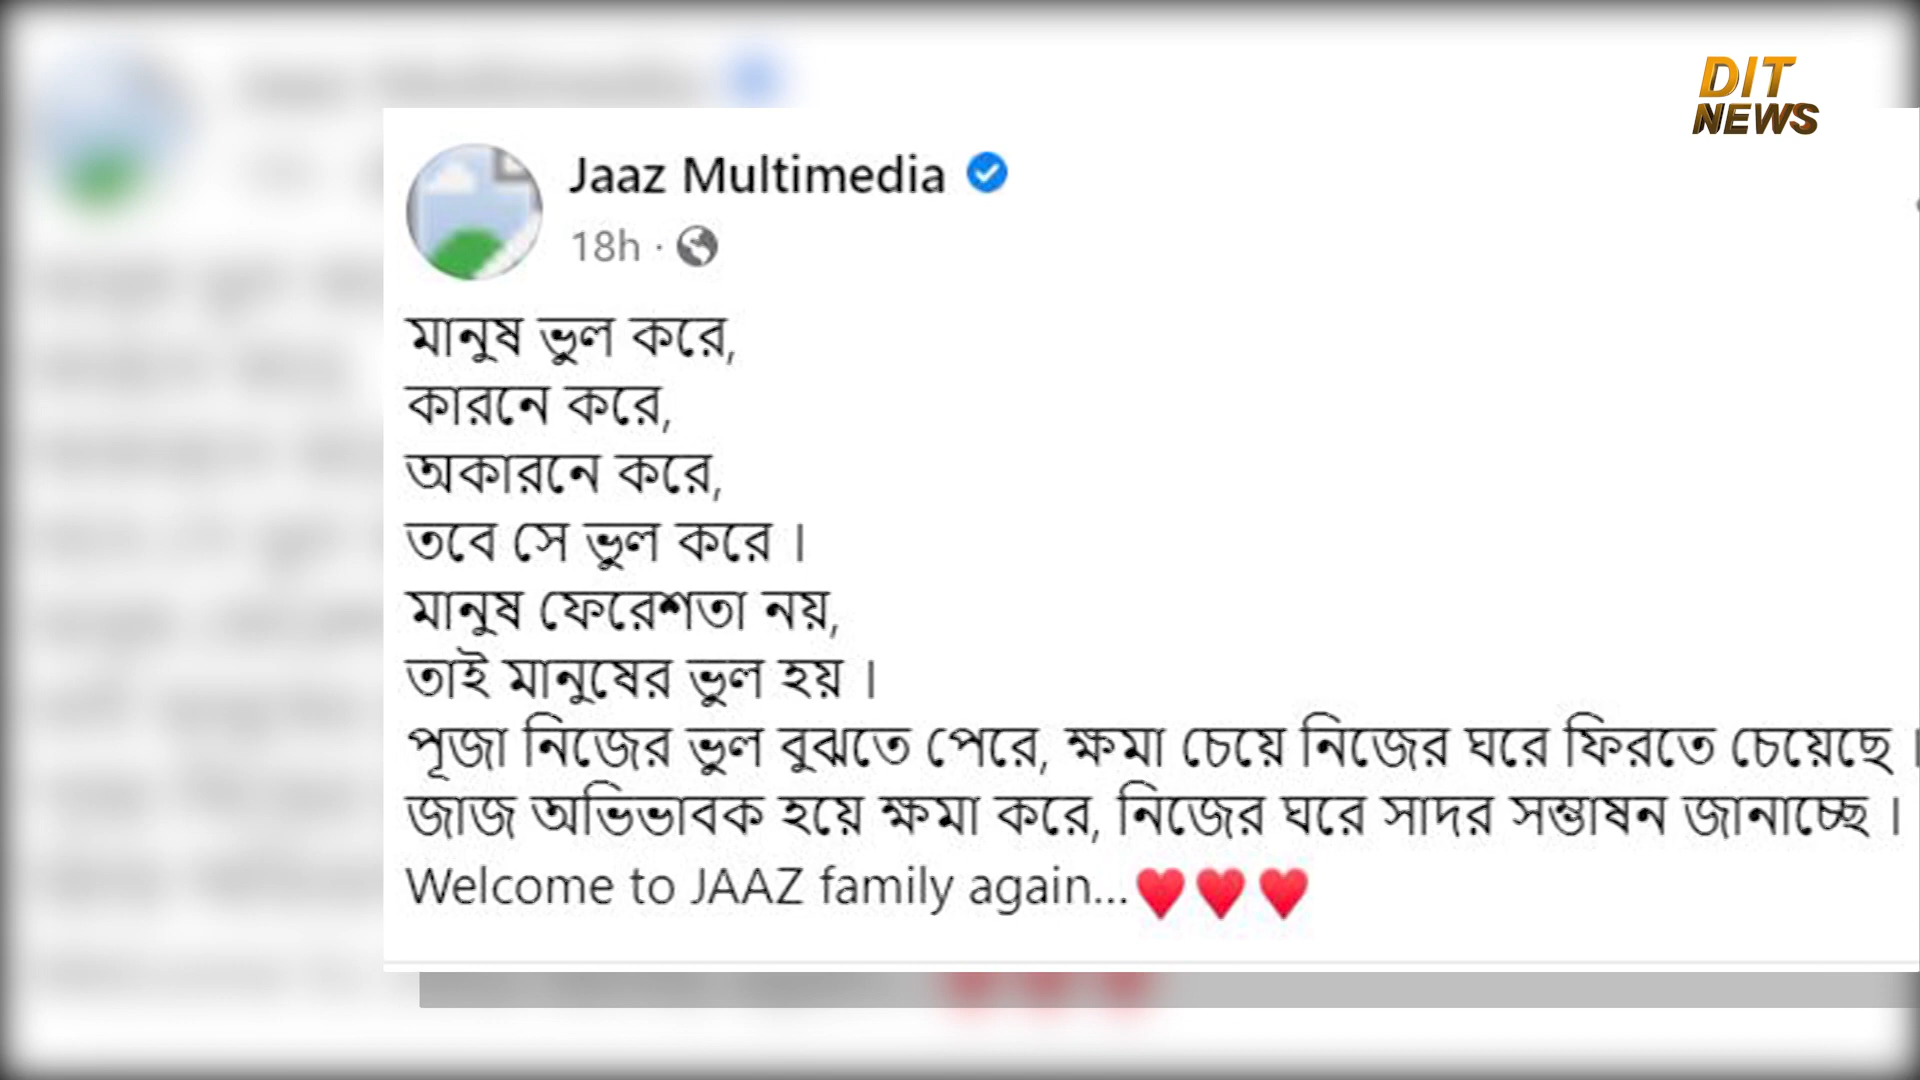 DIT
NEWS
Jaaz Multimedia
18h ·
মানুষ ভুল করে,
কারনে করে,
অকারনে করে,
তবে সে ভুল করে ।
মানুষ ফেরেশতা নয়,
তাই মানুষের ভুল হয় ।
পূজা নিজের ভুল বুঝতে পেরে, ক্ষমা চেয়ে নিজের ঘরে ফিরতে চেয়েছে ।
জাজ অভিভাবক হয়ে ক্ষমা করে, নিজের ঘরে সাদর সম্ভাষন জানাচ্ছে ।
Welcome to JAAZ family again...♥♥♥